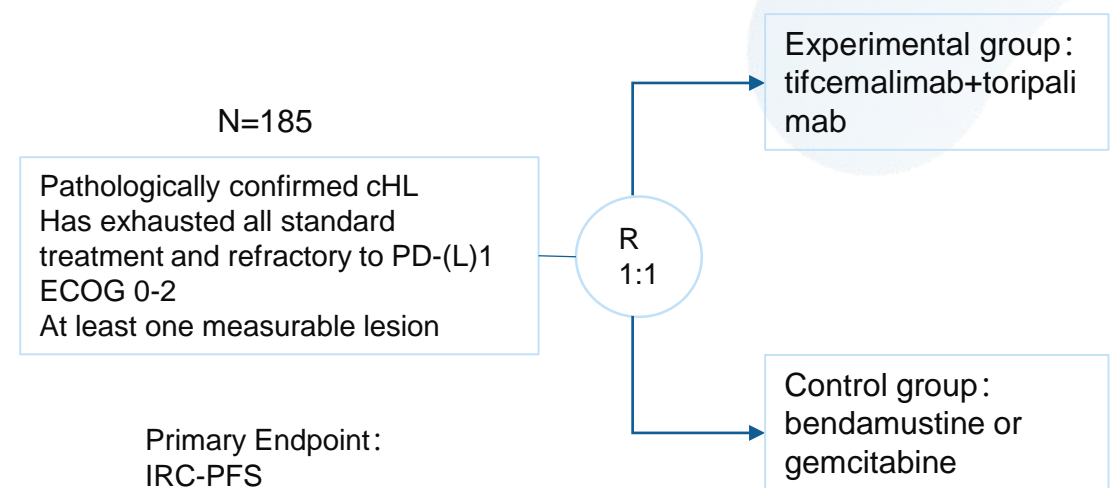 N=185
Pathologically confirmed cHL
Has exhausted all standard
treatment and refractory to PD-(L)1
ECOG 0-2
At least one measurable lesion
Primary Endpoint：
IRC-PFS
R
1:1
Experimental group：
tifcemalimab+toripali
mab
Control group：
bendamustine or
gemcitabine